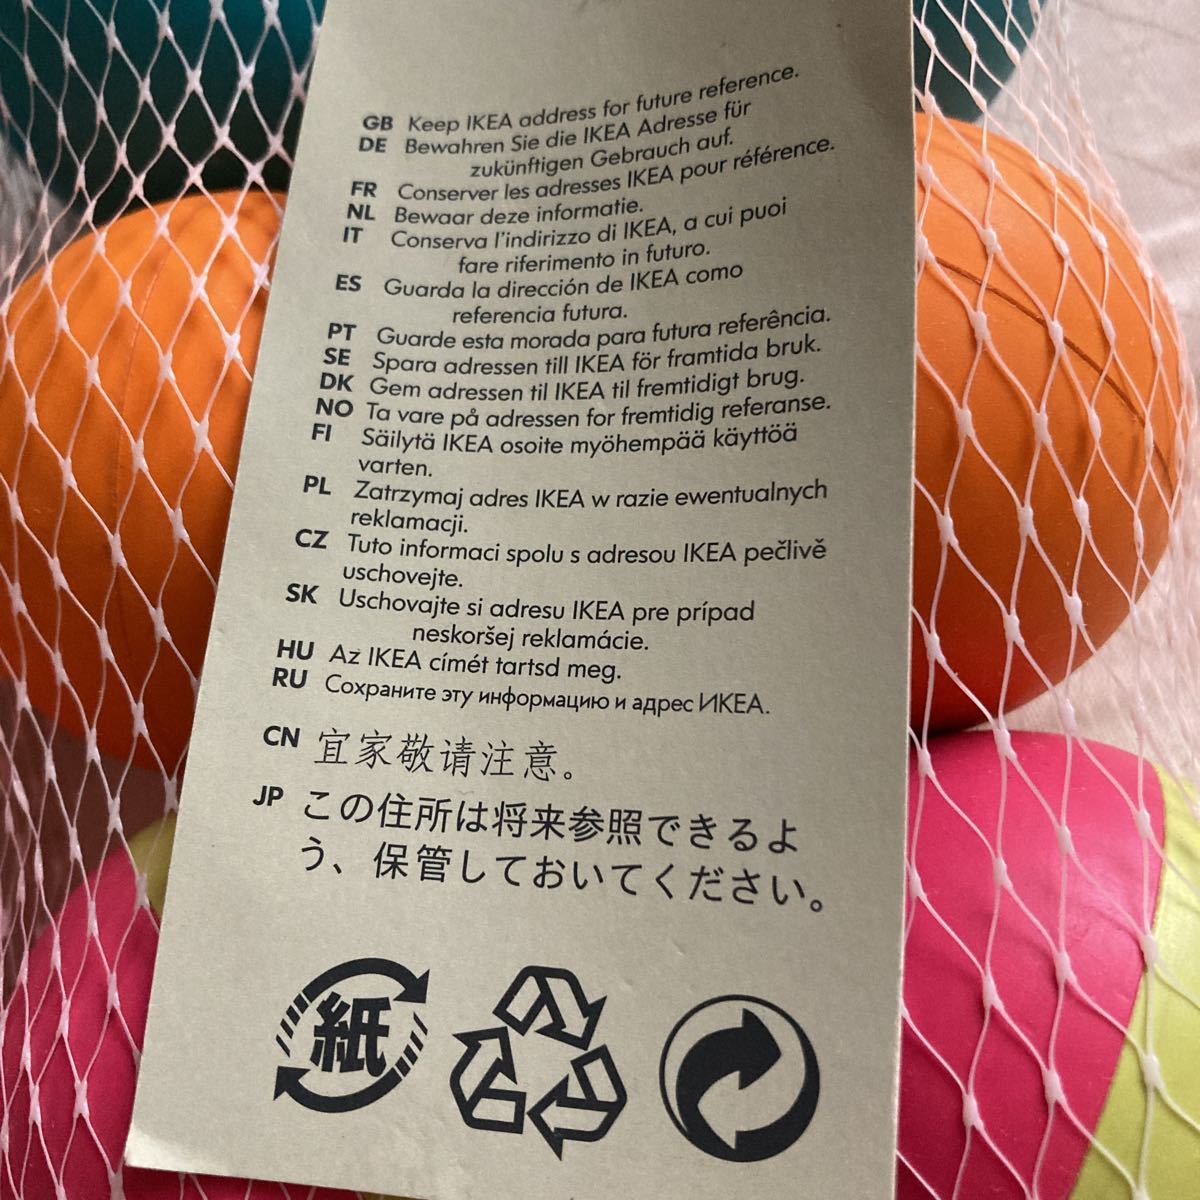 GB Keep IKEA address for future reference.
DE Bewahren Sie die IKEA Adresse für
zukünftigen Gebrauch auf.
FR Conserver les adresses IKEA pour référence.
NL Bewaar deze informatie.
IT Conserva l'indirizzo di IKEA, a cui puoi
fare riferimento in futuro.
ES Guarda la dirección de IKEA como
referencia futura.
PT Guarde esta morada para futura referência.
SE Spara adressen till IKEA för framtida bruk.
DK Gem adressen til IKEA til fremtidigt brug.
NO Ta vare på adressen for fremtidig referanse.
FI Säilytä IKEA osoite myöhempää käyttöä
varten.
PL Zatrzymaj adres IKEA w razie ewentualnych
reklamacji.
CZ Tuto informaci spolu s adresou IKEA pečlivě
uschovejte.
SK Uschovajte si adresu IKEA pre prípad
neskoršej reklamácie.
HU Az IKEA címét tartsd meg.
RU Сохраните эту информацию и адрес ИКЕА.
CN 宜家敬请注意。
JP この住所は将来参照できるよ
う、保管しておいてください。
紙